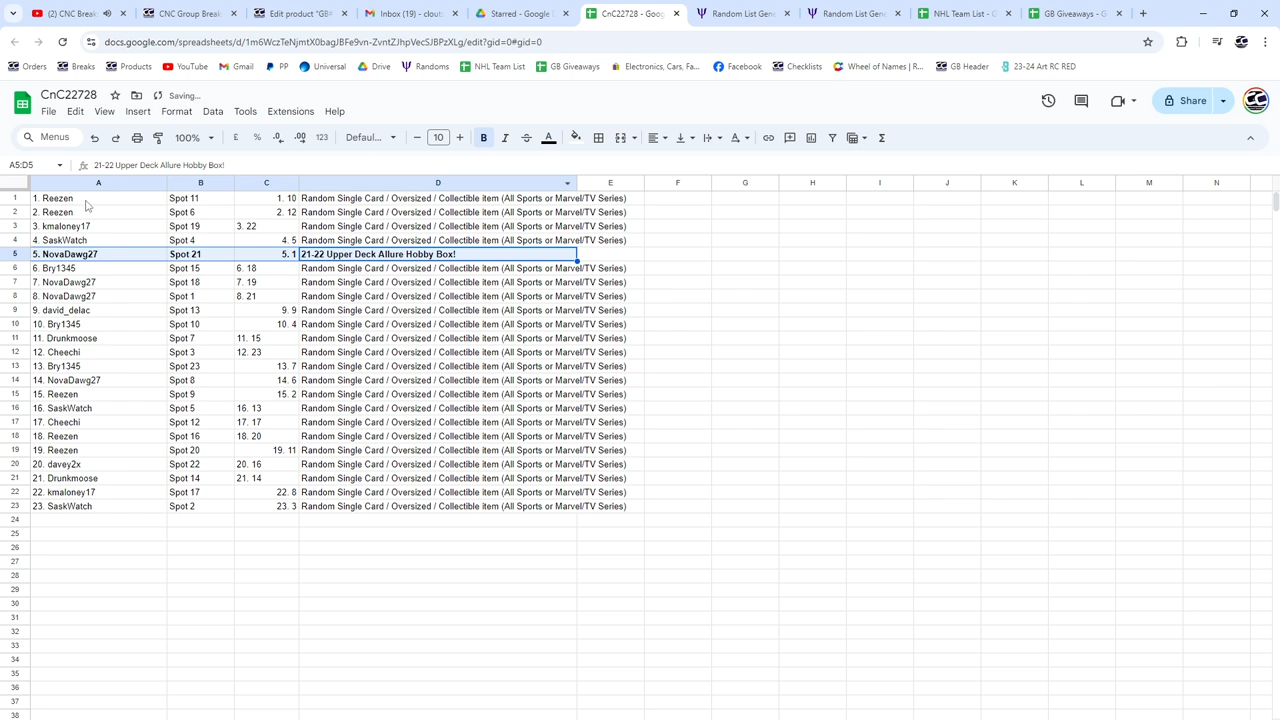 (2) CNC Break
CNC Group Break
Edit product "GB
Inbox (19) - clou
Starred - Google D
CnC22728 - Goog
Random List Gene
Random List Gene
NHL Team List - G
GB Giveaways - G
docs.google.com/spreadsheets/d/1m6WczTeNjmtX0bagJBFe9vn-ZvntZJhpVecSJBPzXLg/edit?gid=0#gid=0
Orders Breaks Products YouTube Gmail PP Universal Drive Randoms NHL Team List GB Giveaways Electronics, Cars, Fa... Facebook Checklists Wheel of Names | R... GB Header 23-24 Art RC RED
CnC22728 Saving...
File Edit View Insert Format Data Tools Extensions Help
Share
Menus 100% £ % .0 .00 123 Defaul... 10 B I A
A5:D5 fx 21-22 Upper Deck Allure Hobby Box!
A B C D E F G H I J K L M N
1 1. Reezen Spot 11 1. 10 Random Single Card / Oversized / Collectible item (All Sports or Marvel/TV Series)
2 2. Reezen Spot 6 2. 12 Random Single Card / Oversized / Collectible item (All Sports or Marvel/TV Series)
3 3. kmaloney17 Spot 19 3. 22 Random Single Card / Oversized / Collectible item (All Sports or Marvel/TV Series)
4 4. SaskWatch Spot 4 4. 5 Random Single Card / Oversized / Collectible item (All Sports or Marvel/TV Series)
5 5. NovaDawg27 Spot 21 5. 1 21-22 Upper Deck Allure Hobby Box!
6 6. Bry1345 Spot 15 6. 18 Random Single Card / Oversized / Collectible item (All Sports or Marvel/TV Series)
7 7. NovaDawg27 Spot 18 7. 19 Random Single Card / Oversized / Collectible item (All Sports or Marvel/TV Series)
8 8. NovaDawg27 Spot 1 8. 21 Random Single Card / Oversized / Collectible item (All Sports or Marvel/TV Series)
9 9. david_delac Spot 13 9. 9 Random Single Card / Oversized / Collectible item (All Sports or Marvel/TV Series)
10 10. Bry1345 Spot 10 10. 4 Random Single Card / Oversized / Collectible item (All Sports or Marvel/TV Series)
11 11. Drunkmoose Spot 7 11. 15 Random Single Card / Oversized / Collectible item (All Sports or Marvel/TV Series)
12 12. Cheechi Spot 3 12. 23 Random Single Card / Oversized / Collectible item (All Sports or Marvel/TV Series)
13 13. Bry1345 Spot 23 13. 7 Random Single Card / Oversized / Collectible item (All Sports or Marvel/TV Series)
14 14. NovaDawg27 Spot 8 14. 6 Random Single Card / Oversized / Collectible item (All Sports or Marvel/TV Series)
15 15. Reezen Spot 9 15. 2 Random Single Card / Oversized / Collectible item (All Sports or Marvel/TV Series)
16 16. SaskWatch Spot 5 16. 13 Random Single Card / Oversized / Collectible item (All Sports or Marvel/TV Series)
17 17. Cheechi Spot 12 17. 17 Random Single Card / Oversized / Collectible item (All Sports or Marvel/TV Series)
18 18. Reezen Spot 16 18. 20 Random Single Card / Oversized / Collectible item (All Sports or Marvel/TV Series)
19 19. Reezen Spot 20 19. 11 Random Single Card / Oversized / Collectible item (All Sports or Marvel/TV Series)
20 20. davey2x Spot 22 20. 16 Random Single Card / Oversized / Collectible item (All Sports or Marvel/TV Series)
21 21. Drunkmoose Spot 14 21. 14 Random Single Card / Oversized / Collectible item (All Sports or Marvel/TV Series)
22 22. kmaloney17 Spot 17 22. 8 Random Single Card / Oversized / Collectible item (All Sports or Marvel/TV Series)
23 23. SaskWatch Spot 2 23. 3 Random Single Card / Oversized / Collectible item (All Sports or Marvel/TV Series)
24
25
26
27
28
29
30
31
32
33
34
35
36
37
38